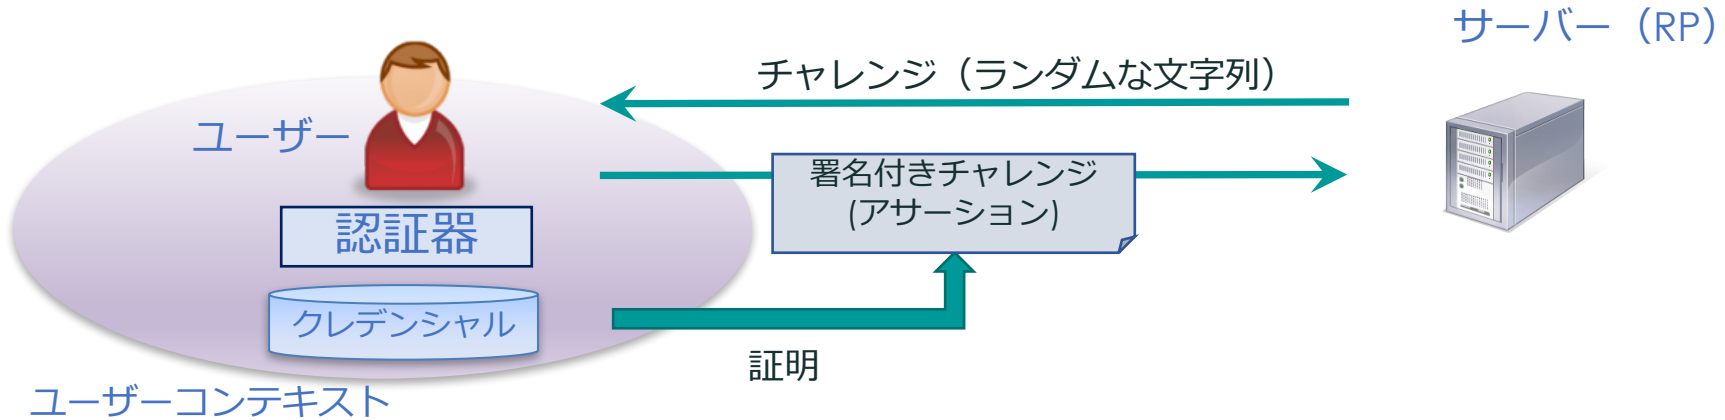 サーバー（RP）
チャレンジ（ランダムな文字列）
ユーザー
署名付きチャレンジ
(アサーション)
認証器
クレデンシャル
証明
ユーザーコンテキスト